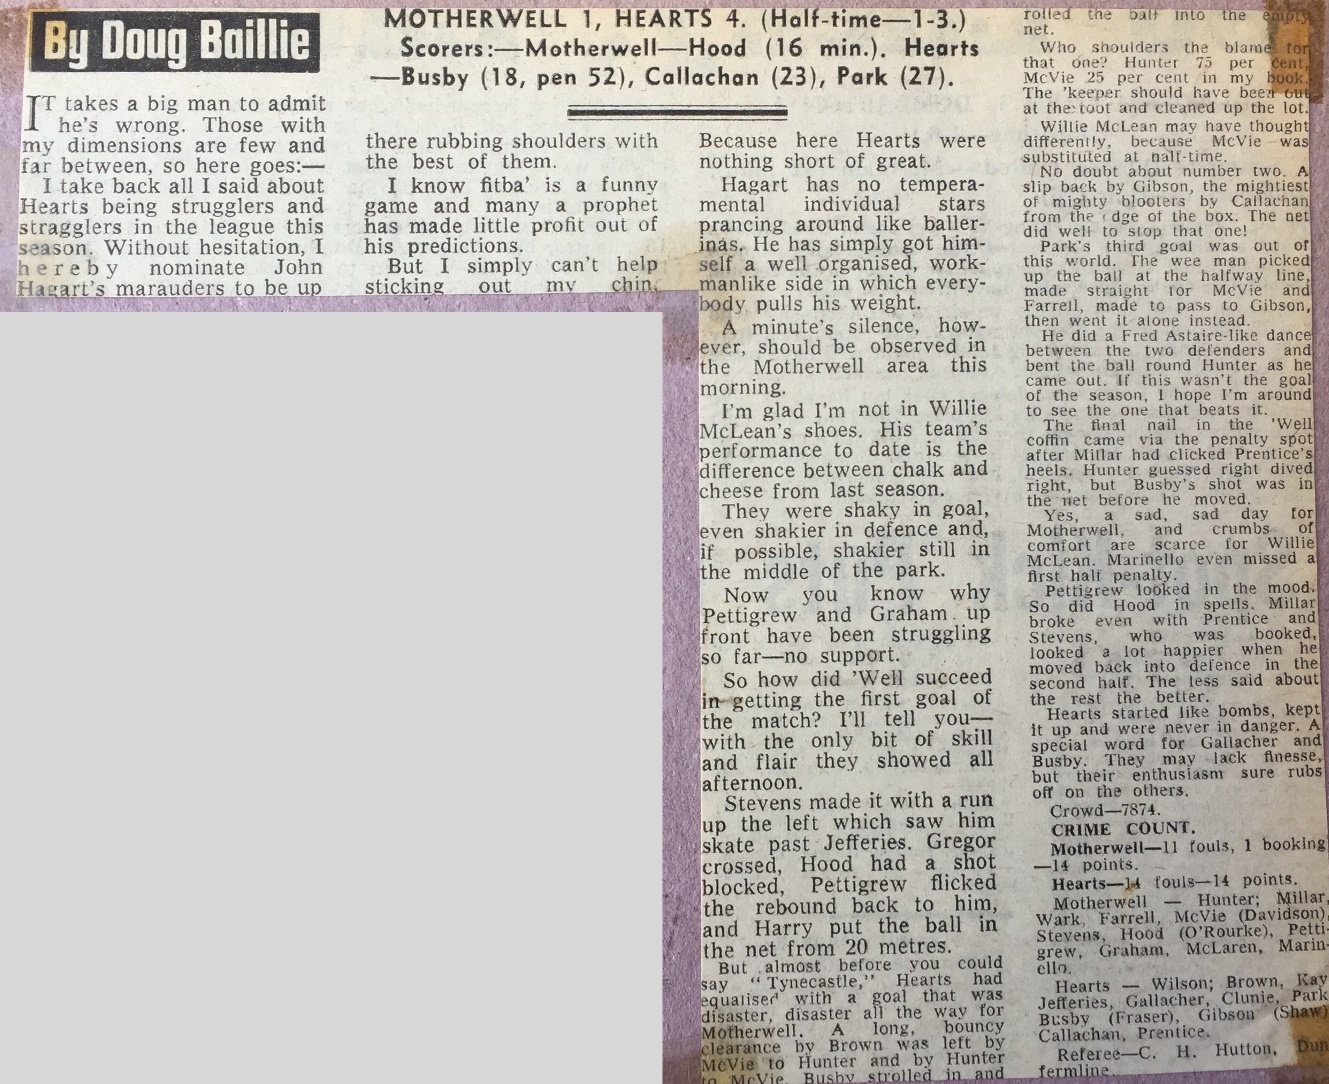 By Doug Baillie
MOTHERWELL 1, HEARTS 4. (Half-time—1-3.)
Scorers:—Motherwell—Hood (16 min.). Hearts
—Busby (18, pen 52), Callachan (23), Park (27).
IT takes a big man to admit
he's wrong. Those with
my dimensions are few and
far between, so here goes:—
I take back all I said about
Hearts being strugglers and
stragglers in the league this
season. Without hesitation, I
hereby nominate John
Hagart's marauders to be up
there rubbing shoulders with
the best of them.
I know fitba' is a funny
game and many a prophet
has made little profit out of
his predictions.
But I simply can't help
sticking out my chin.
Because here Hearts were
nothing short of great.
Hagart has no tempera-
mental individual stars
prancing around like baller-
inas. He has simply got him-
self a well organised, work-
manlike side in which every-
body pulls his weight.
A minute's silence, how-
ever, should be observed in
the Motherwell area this
morning.
I'm glad I'm not in Willie
McLean's shoes. His team's
performance to date is the
difference between chalk and
cheese from last season.
They were shaky in goal,
even shakier in defence and,
if possible, shakier still in
the middle of the park.
Now you know why
Pettigrew and Graham up
front have been struggling
so far—no support.
So how did 'Well succeed
in getting the first goal of
the match? I'll tell you—
with the only bit of skill
and flair they showed all
afternoon.
Stevens made it with a run
up the left which saw him
skate past Jefferies. Gregor
crossed, Hood had a shot
blocked, Pettigrew flicked
the rebound back to him,
and Harry put the ball in
the net from 20 metres.
But almost before you could
say "Tynecastle," Hearts had
equalised with a goal that was
disaster, disaster all the way for
Motherwell. A long, bouncy
clearance by Brown was left by
McVie to Hunter and by Hunter
to McVie. Busby strolled in and
rolled the ball into the empty
net.
Who shoulders the blame for
that one? Hunter 75 per cent,
McVie 25 per cent in my book.
The 'keeper should have been out
at the toot and cleaned up the lot.
Willie McLean may have thought
differently, because McVie was
substituted at half-time.
No doubt about number two. A
slip back by Gibson, the mightiest
of mighty blooters by Callachan
from the edge of the box. The net
did well to stop that one!
Park's third goal was out of
this world. The wee man picked
up the ball at the halfway line,
made straight for McVie and
Farrell, made to pass to Gibson,
then went it alone instead.
He did a Fred Astaire-like dance
between the two defenders and
bent the ball round Hunter as he
came out. If this wasn't the goal
of the season, I hope I'm around
to see the one that beats it.
The final nail in the 'Well
coffin came via the penalty spot
after Millar had clicked Prentice's
heels. Hunter guessed right dived
right, but Busby's shot was in
the net before he moved.
Yes, a sad, sad day for
Motherwell, and crumbs of
comfort are scarce for Willie
McLean. Marinello even missed a
first half penalty.
Pettigrew looked in the mood.
So did Hood in spells. Millar
broke even with Prentice and
Stevens, who was booked,
looked a lot happier when he
moved back into defence in the
second half. The less said about
the rest the better.
Hearts started like bombs, kept
it up and were never in danger. A
special word for Gallacher and
Busby. They may lack finesse,
but their enthusiasm sure rubs
off on the others.
Crowd—7874.
CRIME COUNT.
Motherwell—11 fouls, 1 booking
—14 points.
Hearts—14 fouls—14 points.
Motherwell — Hunter; Millar,
Wark, Farrell, McVie (Davidson),
Stevens, Hood (O'Rourke), Petti-
grew, Graham, McLaren, Marin-
ello.
Hearts — Wilson; Brown, Kay
Jefferies, Gallacher, Clunie, Park
Busby (Fraser), Gibson (Shaw)
Callachan, Prentice.
Referee—C. H. Hutton, Dun
fermline.